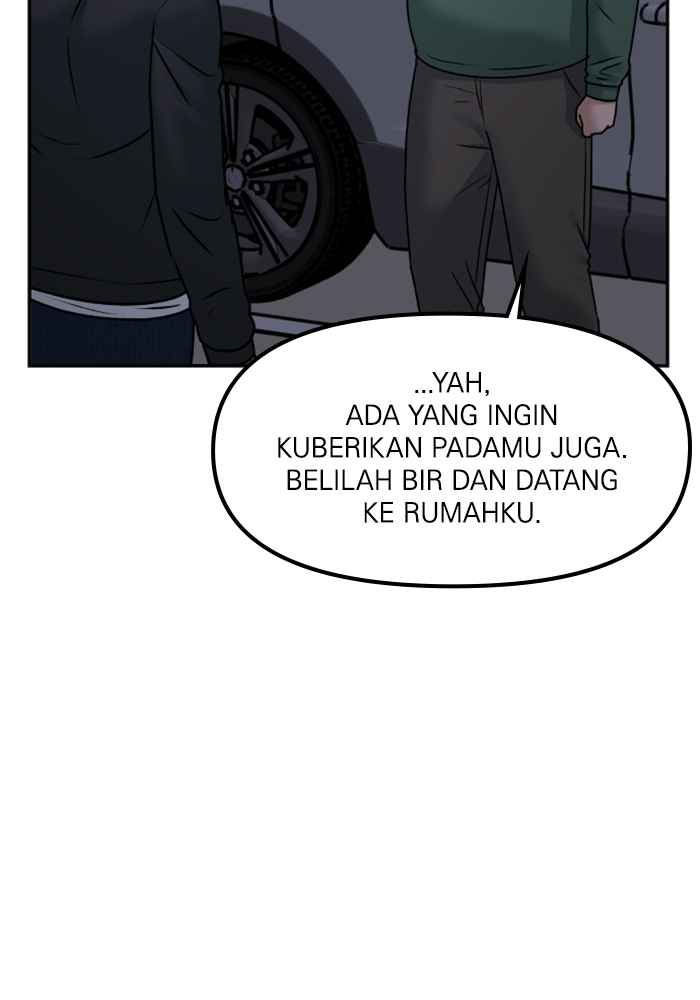 ...YAH,
ADA YANG INGIN
KUBERIKAN PADAMU JUGA.
BELILAH BIR DAN DATANG
KE RUMAHKU.